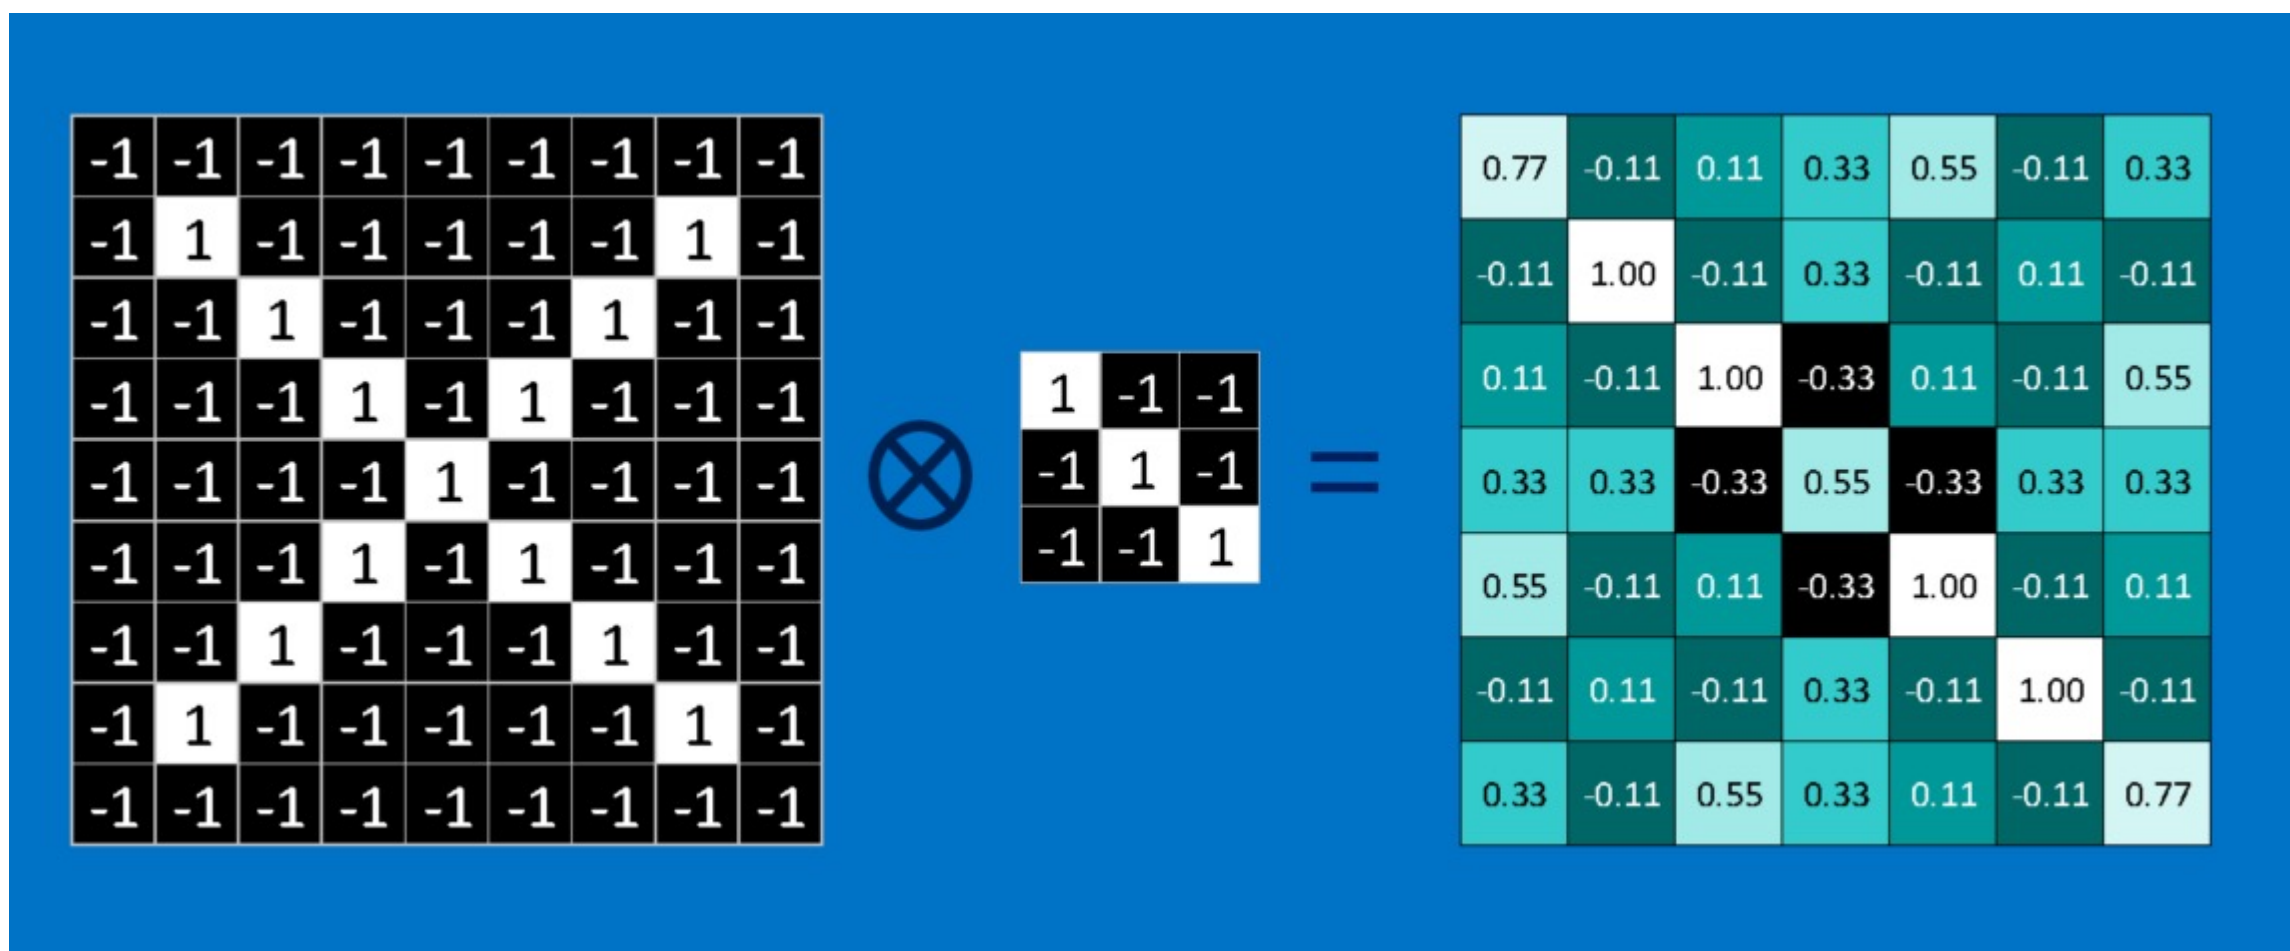 -1 -1 -1 -1 -1 -1 -1 -1 -1
-1 1 -1 -1 -1 -1 -1 1 -1
-1 -1 1 -1 -1 -1 1 -1 -1
-1 -1 -1 1 -1 1 -1 -1 -1
-1 -1 -1 -1 1 -1 -1 -1 -1
-1 -1 -1 1 -1 1 -1 -1 -1
-1 -1 1 -1 -1 -1 1 -1 -1
-1 1 -1 -1 -1 -1 -1 1 -1
-1 -1 -1 -1 -1 -1 -1 -1 -1
⊗
1 -1 -1
-1 1 -1
-1 -1 1
=
0.77 -0.11 0.11 0.33 0.55 -0.11 0.33
-0.11 1.00 -0.11 0.33 -0.11 0.11 -0.11
0.11 -0.11 1.00 -0.33 0.11 -0.11 0.55
0.33 0.33 -0.33 0.55 -0.33 0.33 0.33
0.55 -0.11 0.11 -0.33 1.00 -0.11 0.11
-0.11 0.11 -0.11 0.33 -0.11 1.00 -0.11
0.33 -0.11 0.55 0.33 0.11 -0.11 0.77